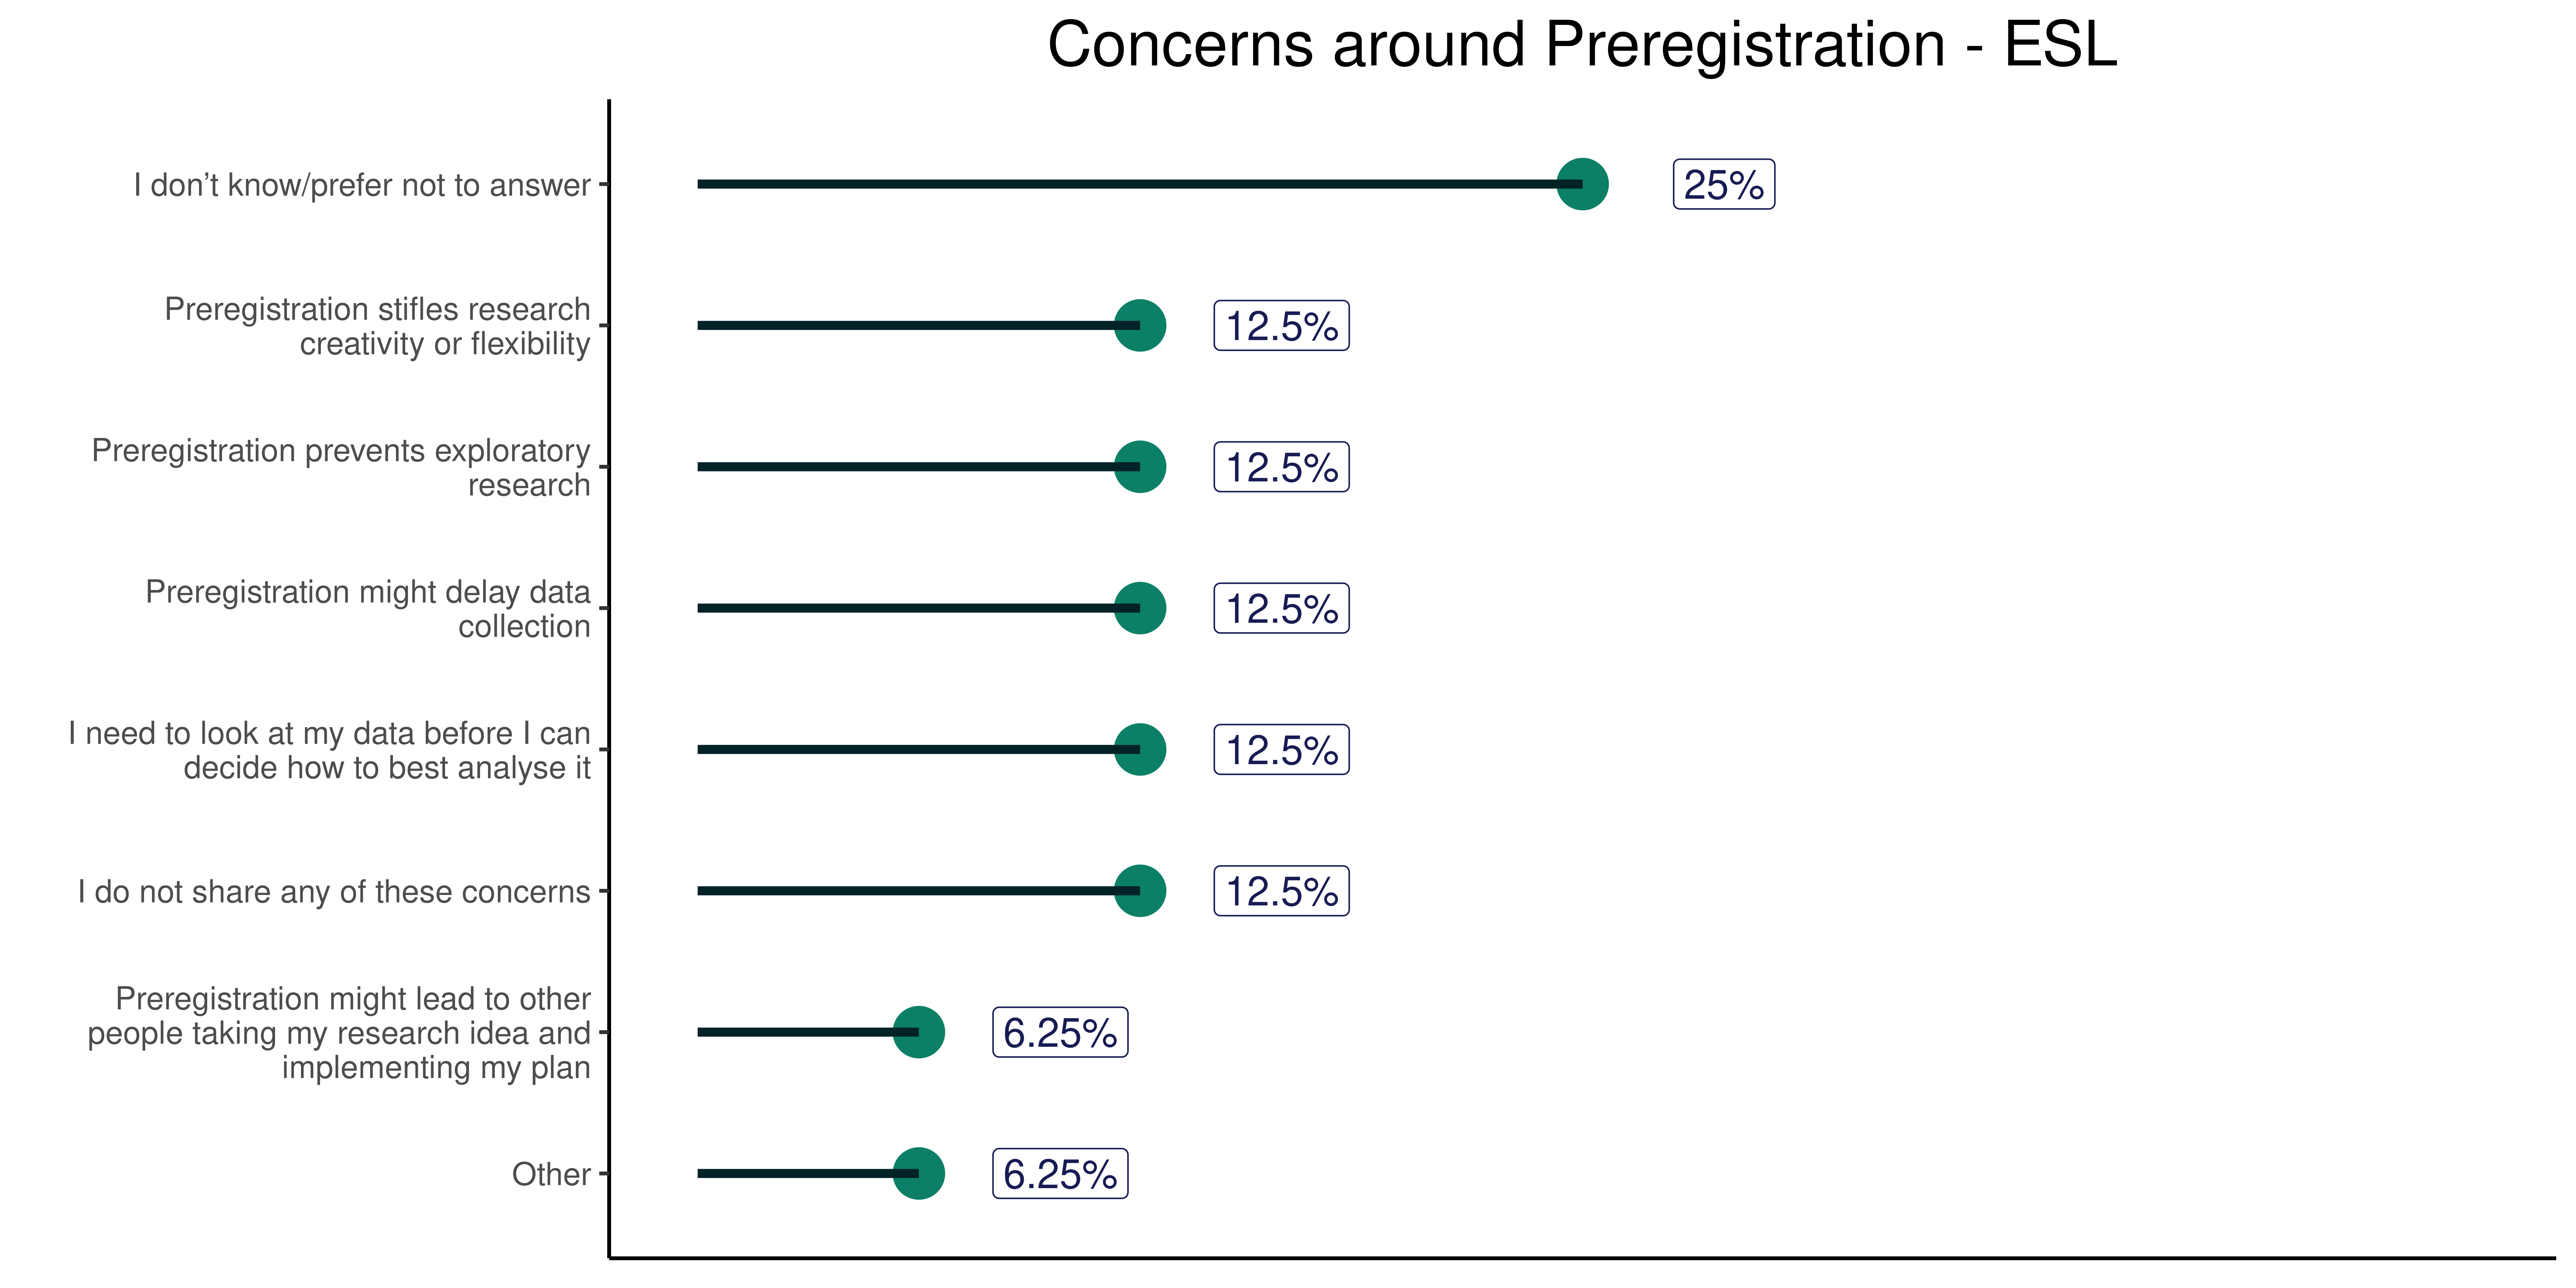 Concerns around Preregistration - ESL
I don’t know/prefer not to answer
25%
Preregistration stifles research
creativity or flexibility
12.5%
Preregistration prevents exploratory
research
12.5%
Preregistration might delay data
collection
12.5%
I need to look at my data before I can
decide how to best analyse it
12.5%
I do not share any of these concerns
12.5%
Preregistration might lead to other
people taking my research idea and
implementing my plan
6.25%
Other
6.25%